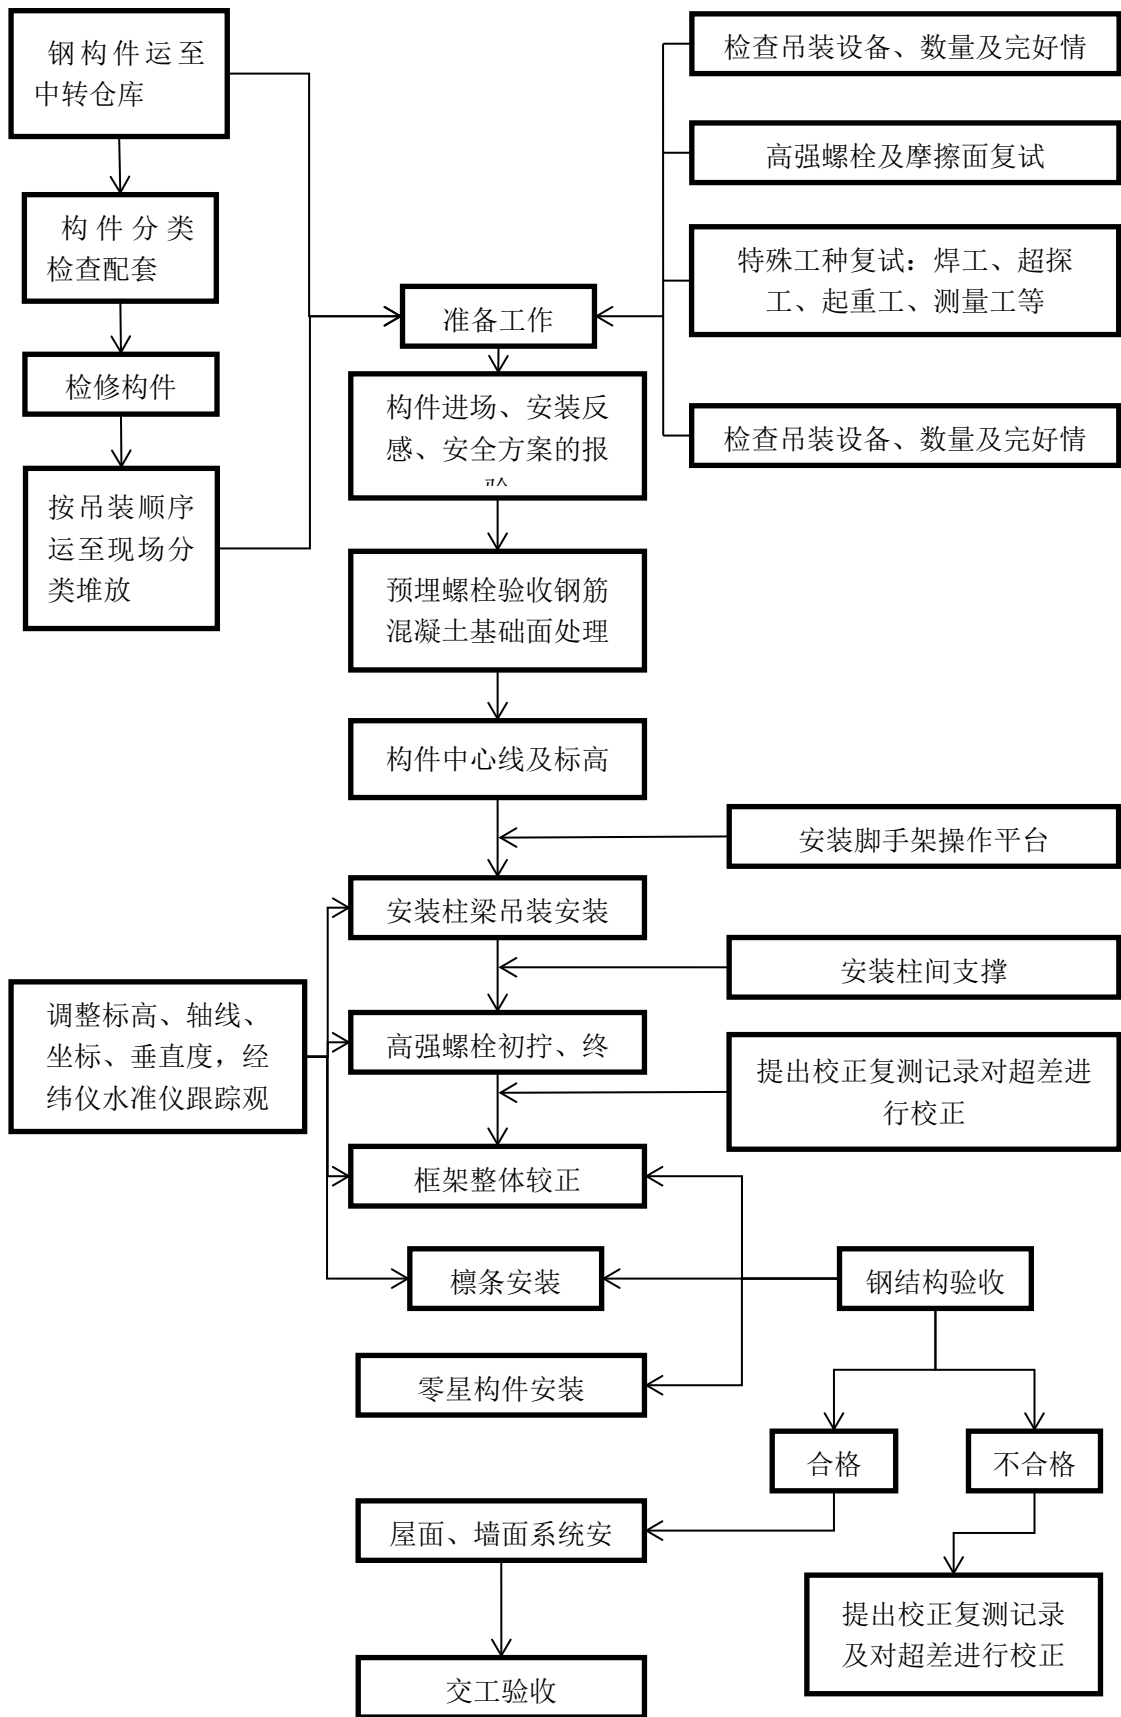 钢构件运至
中转仓库
构件分类
检查配套
检修构件
按吊装顺序
运至现场分
类堆放
检查吊装设备、数量及完好情
高强螺栓及摩擦面复试
特殊工种复试：焊工、超探
工、起重工、测量工等
检查吊装设备、数量及完好情
准备工作
构件进场、安装反
感、安全方案的报
预埋螺栓验收钢筋
混凝土基础面处理
构件中心线及标高
安装脚手架操作平台
安装柱梁吊装安装
安装柱间支撑
调整标高、轴线、
坐标、垂直度，经
纬仪水准仪跟踪观
高强螺栓初拧、终
提出校正复测记录对超差进
行校正
框架整体较正
檩条安装
钢结构验收
零星构件安装
合格
不合格
屋面、墙面系统安
提出校正复测记录
及对超差进行校正
交工验收